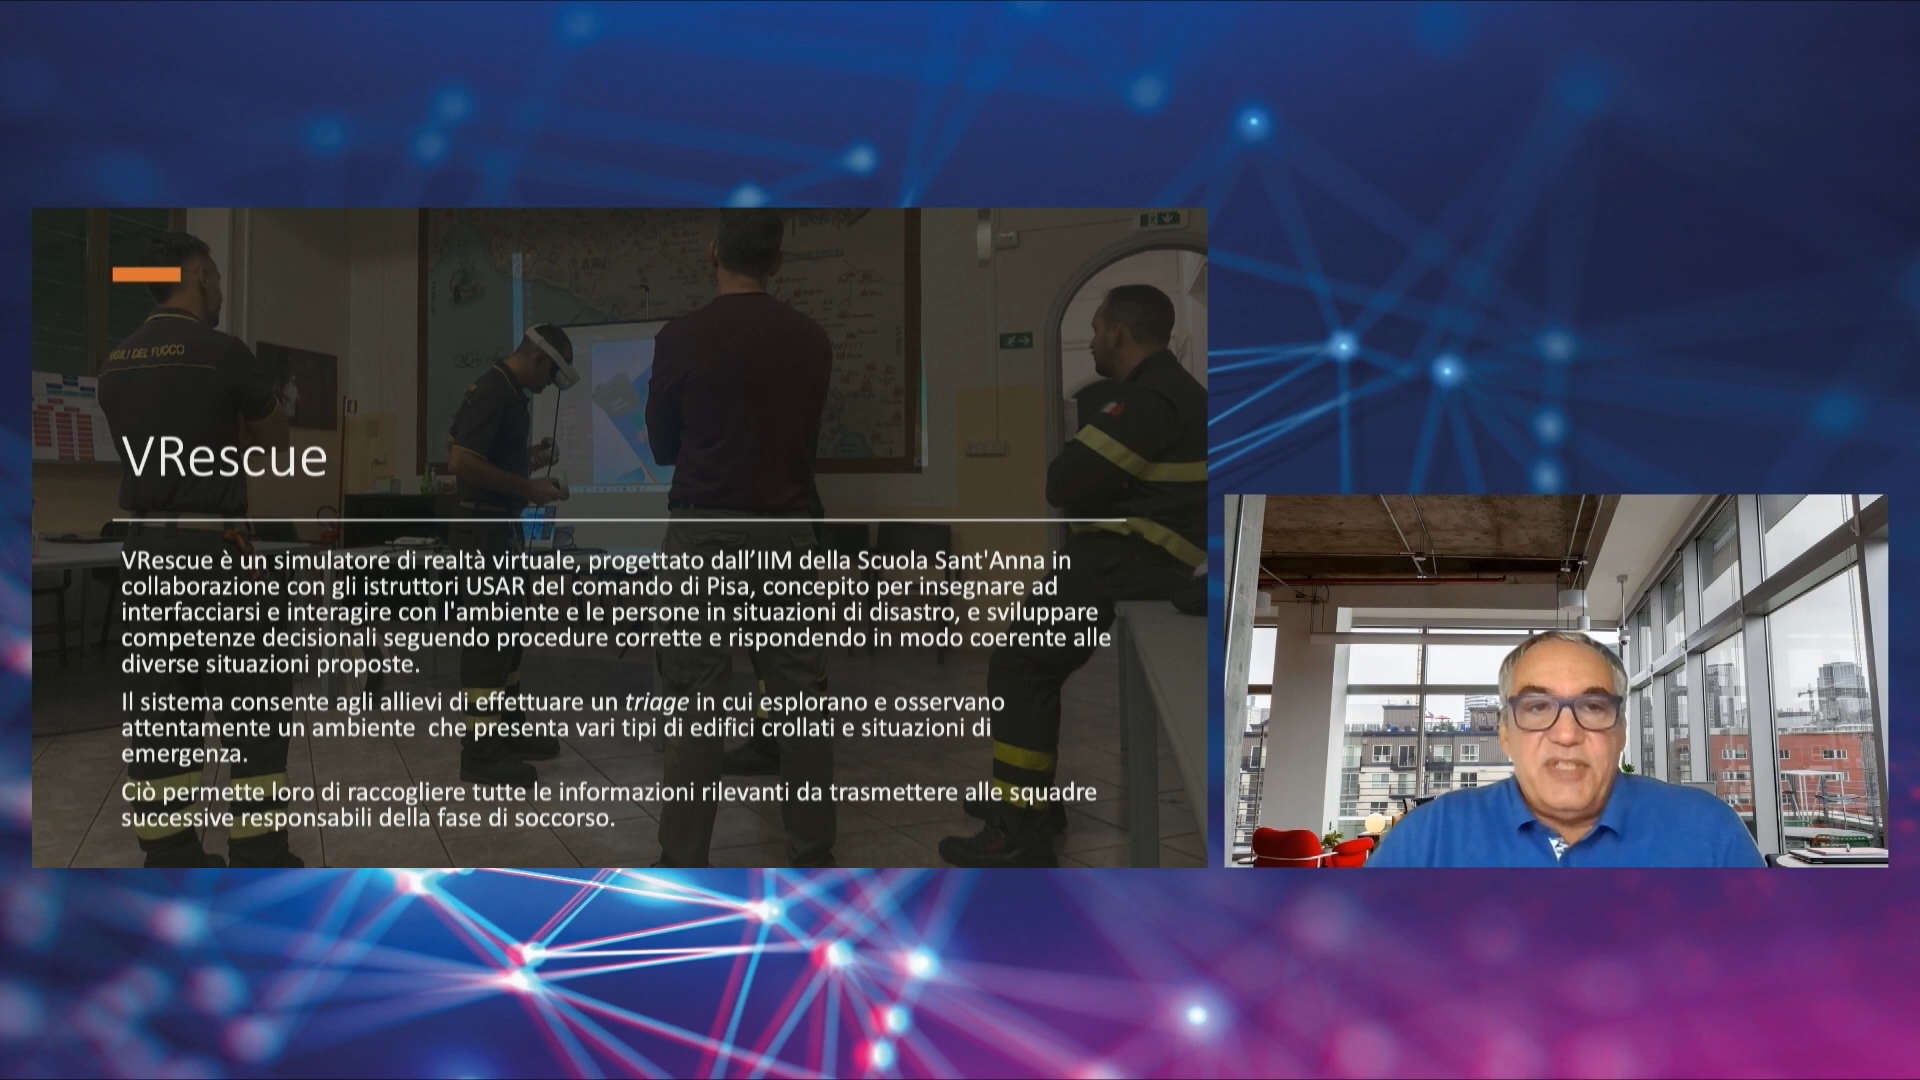 VIGILI DEL FUOCO
VRescue
VRescue è un simulatore di realtà virtuale, progettato dall’IIM della Scuola Sant'Anna in
collaborazione con gli istruttori USAR del comando di Pisa, concepito per insegnare ad
interfacciarsi e interagire con l'ambiente e le persone in situazioni di disastro, e sviluppare
competenze decisionali seguendo procedure corrette e rispondendo in modo coerente alle
diverse situazioni proposte.
Il sistema consente agli allievi di effettuare un triage in cui esplorano e osservano
attentamente un ambiente  che presenta vari tipi di edifici crollati e situazioni di
emergenza.
Ciò permette loro di raccogliere tutte le informazioni rilevanti da trasmettere alle squadre
successive responsabili della fase di soccorso.